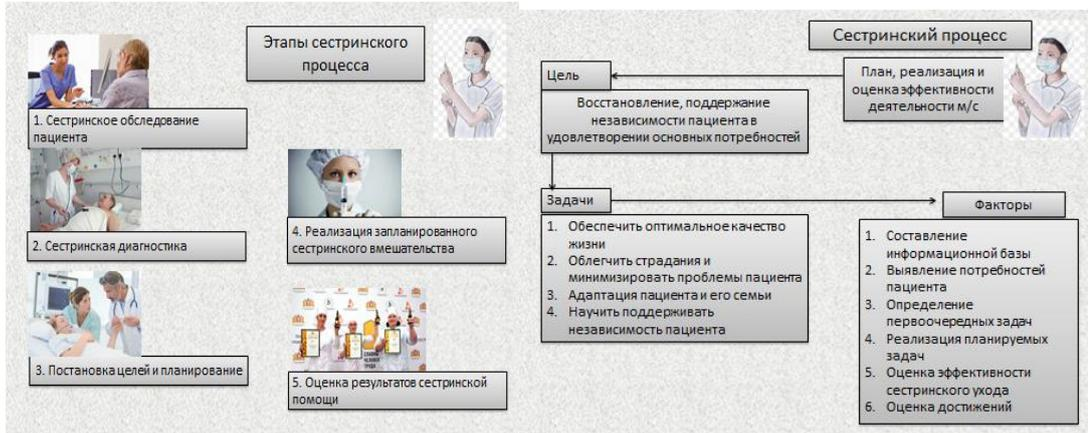 Этапы сестринского
процесса
1. Сестринское обследование
пациента
2. Сестринская диагностика
3. Постановка целей и планирование
4. Реализация запланированного
сестринского вмешательства
5. Оценка результатов сестринской
помощи
Сестринский процесс
План, реализация и
оценка эффективности
деятельности м/с
Цель
Восстановление, поддержание
независимости пациента в
удовлетворении основных потребностей
Задачи
1. Обеспечить оптимальное качество
жизни
2. Облегчить страдания и
минимизировать проблемы пациента
3. Адаптация пациента и его семьи
4. Научить поддерживать
независимость пациента
Факторы
1. Составление
информационной базы
2. Выявление потребностей
пациента
3. Определение
первоочередных задач
4. Реализация планируемых
задач
5. Оценка эффективности
сестринского ухода
6. Оценка достижений